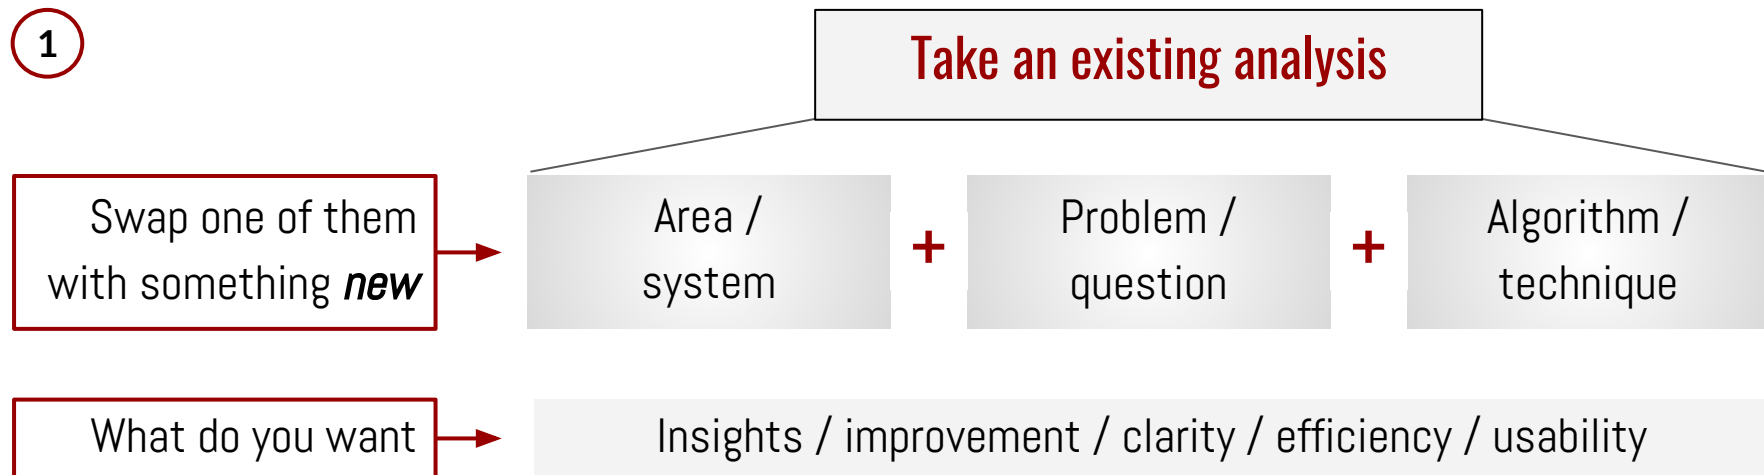 1
Take an existing analysis
Swap one of them
with something new
Area /
system
+
Problem /
question
+
Algorithm /
technique
What do you want
Insights / improvement / clarity / efficiency / usability